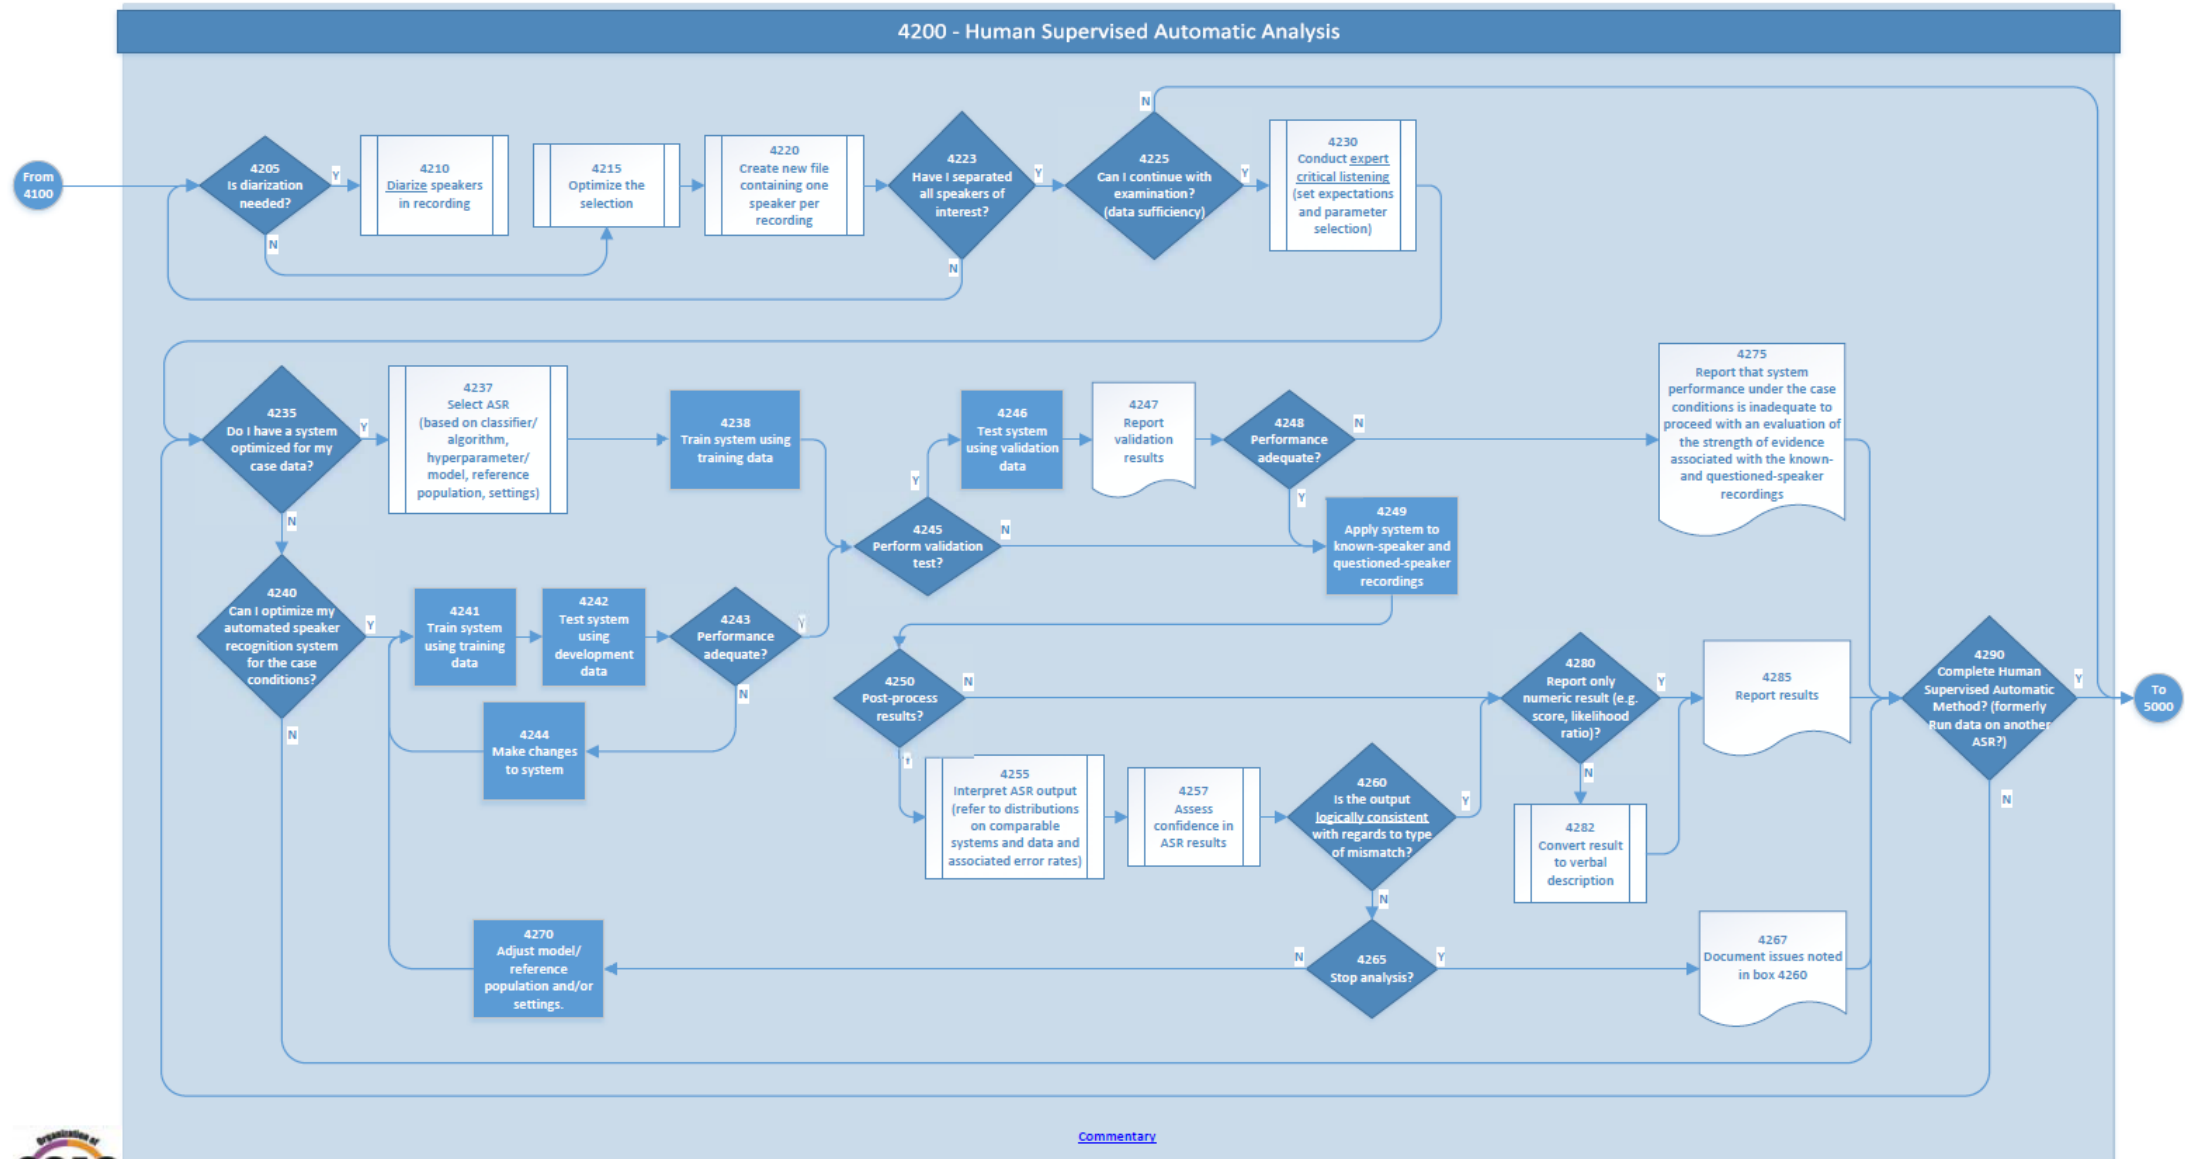 4200 - Human Supervised Automatic Analysis
From
4100
4205
Is diarization
needed?
Y
N
4210
Diarize speakers
in recording
4215
Optimize the
selection
4220
Create new file
containing one
speaker per
recording
4223
Have I separated
all speakers of
interest?
Y
N
4225
Can I continue with
examination?
(data sufficiency)
N
Y
4230
Conduct expert
critical listening
(set expectations
and parameter
selection)
4235
Do I have a system
optimized for my
case data?
Y
N
4237
Select ASR
(based on classifier/
algorithm,
hyperparameter/
model, reference
population, settings)
4238
Train system using
training data
4240
Can I optimize my
automated speaker
recognition system
for the case
conditions?
Y
N
4241
Train system
using training
data
4242
Test system
using
development
data
4243
Performance
adequate?
Y
N
4244
Make changes
to system
4245
Perform validation
test?
Y
N
4246
Test system
using validation
data
4247
Report
validation
results
4248
Performance
adequate?
N
Y
4249
Apply system to
known-speaker and
questioned-speaker
recordings
4275
Report that system
performance under the case
conditions is inadequate to
proceed with an evaluation of
the strength of evidence
associated with the known-
and questioned-speaker
recordings
4250
Post-process
results?
N
4255
Interpret ASR output
(refer to distributions
on comparable
systems and data and
associated error rates)
4257
Assess
confidence in
ASR results
4260
Is the output
logically consistent
with regards to type
of mismatch?
Y
N
4265
Stop analysis?
N
Y
4267
Document issues noted
in box 4260
4270
Adjust model/
reference
population and/or
settings.
4280
Report only
numeric result (e.g.
score, likelihood
ratio)?
Y
N
4282
Convert result
to verbal
description
4285
Report results
4290
Complete Human
Supervised Automatic
Method? (formerly
Run data on another
ASR?)
Y
N
To
5000
Commentary
Organization of